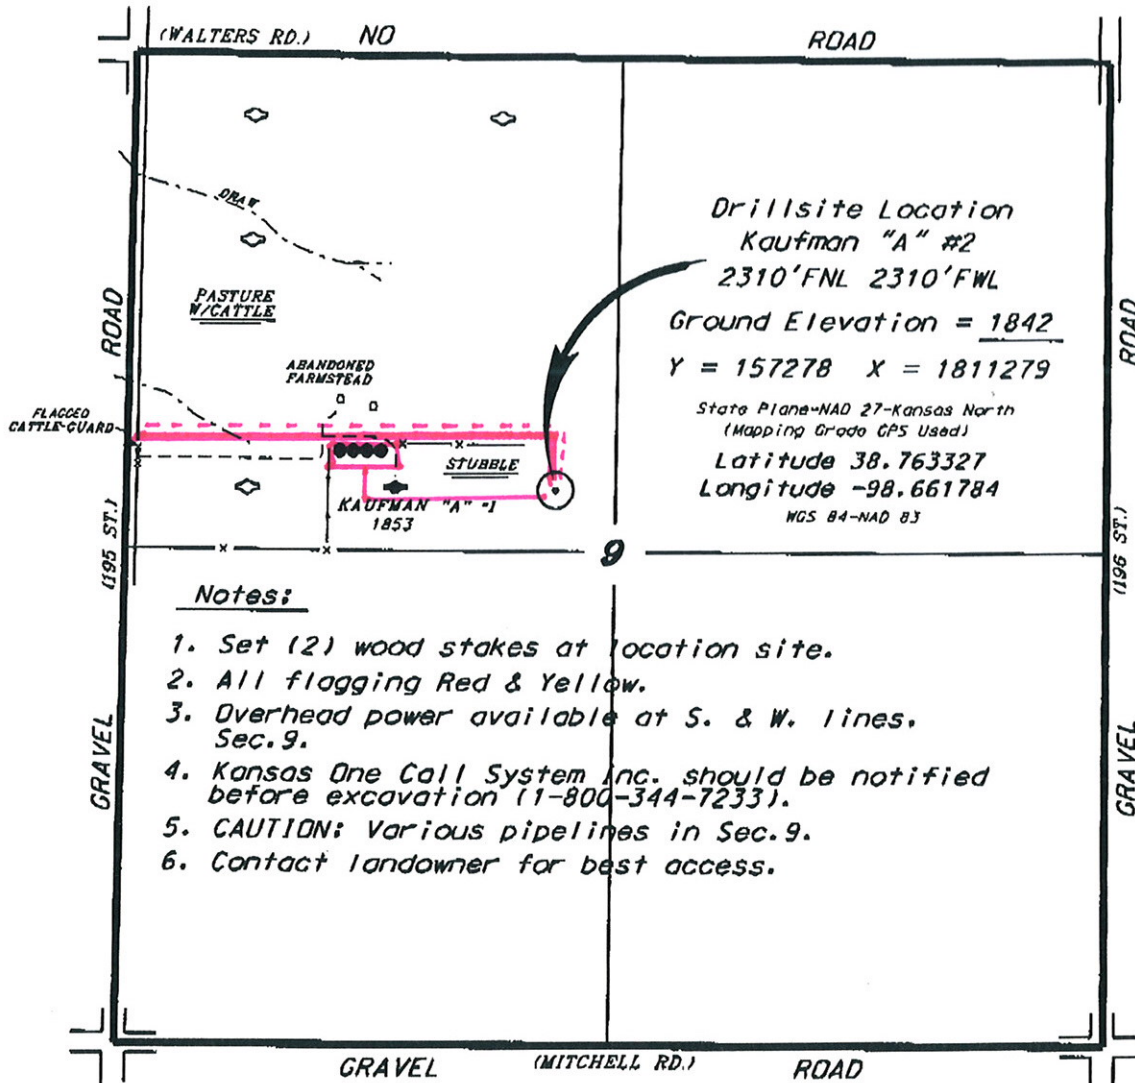 (WALTERS RD.) NO ROAD
DRAW
PASTURE
W/CATTLE
ABANDONED
FARMSTEAD
FLAGGED
CATTLE-GUARD
STUBBLE
KAUFMAN "A" #1
1853
Drillsite Location
Kaufman "A" #2
2310'FNL 2310'FWL
Ground Elevation = 1842
Y = 157278 X = 1811279
State Plane-NAD 27-Kansas North
(Mapping Grade GPS Used)
Latitude 38.763327
Longitude -98.661784
WGS 84-NAD 83
ROAD
(195 ST.)
GRAVEL
ROAD
(196 ST.)
GRAVEL
9
Notes:
1. Set (2) wood stakes at location site.
2. All flagging Red & Yellow.
3. Overhead power available at S. & W. lines.
Sec.9.
4. Kansas One Call System Inc. should be notified
before excavation (1-800-344-7233).
5. CAUTION: Various pipelines in Sec.9.
6. Contact landowner for best access.
GRAVEL (MITCHELL RD.) ROAD